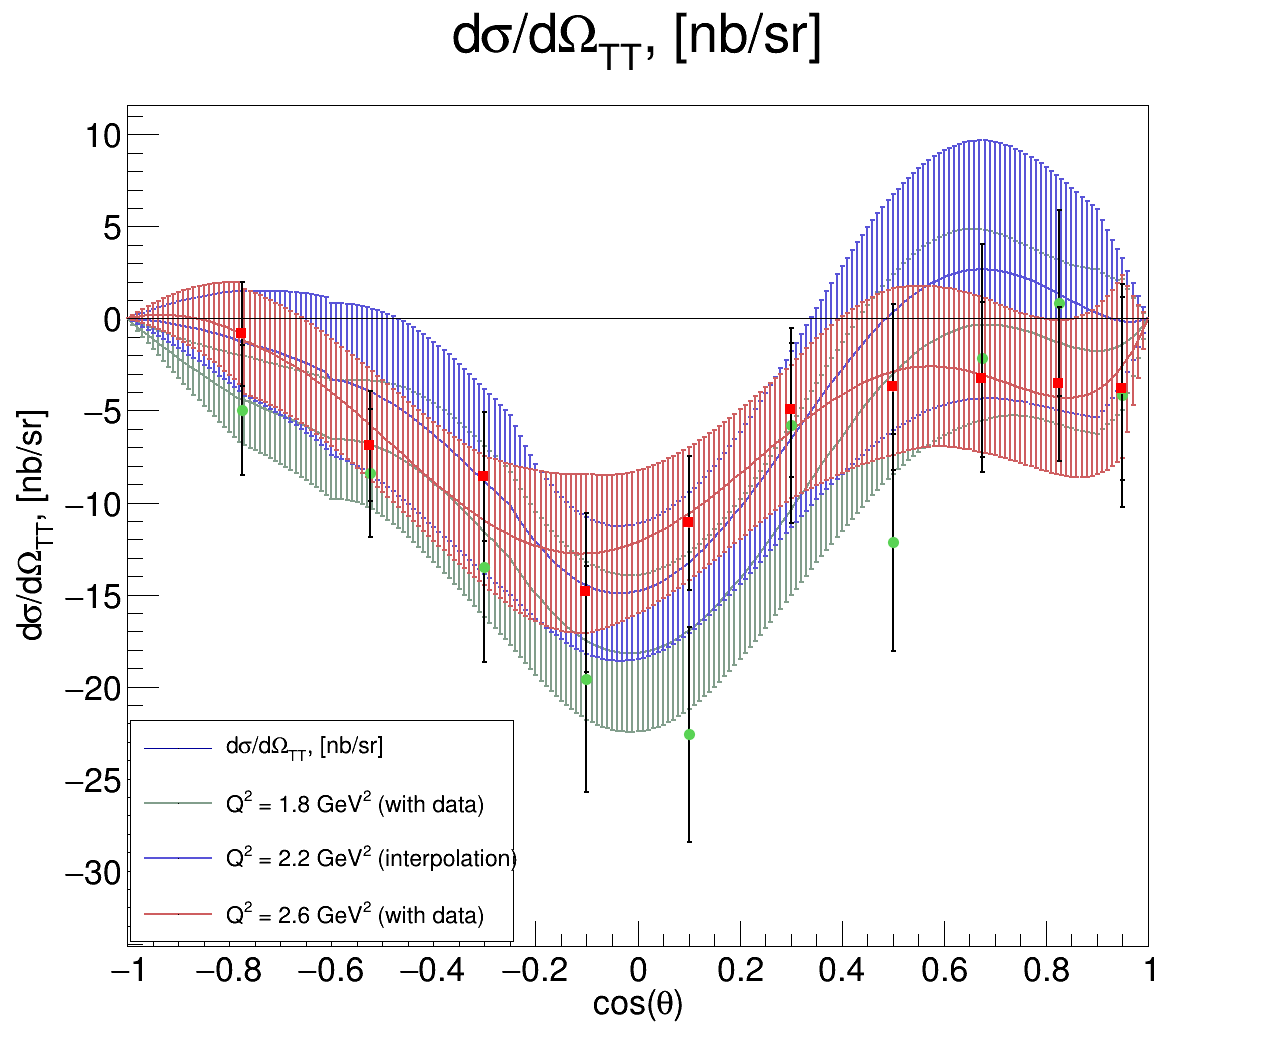 dσ/dΩ_TT, [nb/sr]
dσ/dΩ_TT, [nb/sr]
10
5
0
−5
−10
−15
−20
−25
−30
dσ/dΩ_TT, [nb/sr]
Q² = 1.8 GeV² (with data)
Q² = 2.2 GeV² (interpolation)
Q² = 2.6 GeV² (with data)
−1 −0.8 −0.6 −0.4 −0.2 0 0.2 0.4 0.6 0.8 1
cos(θ)